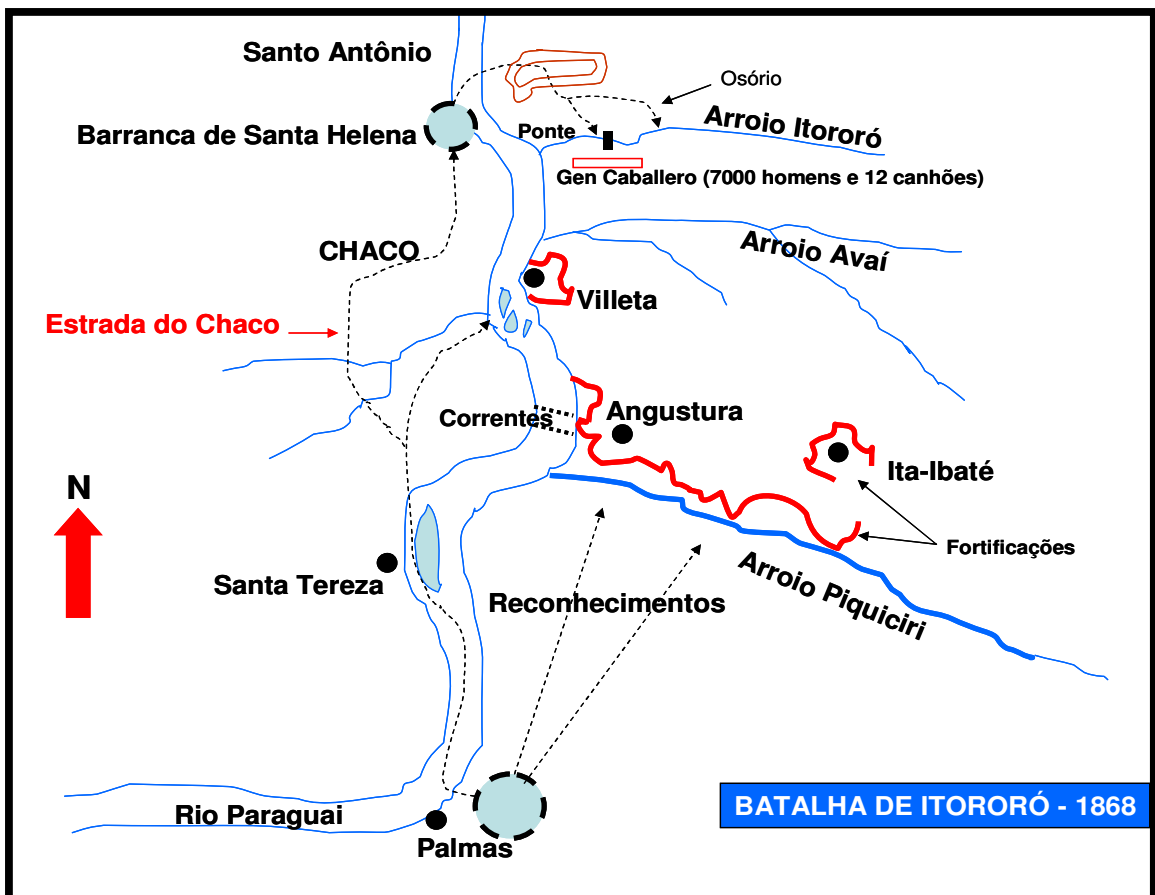 Santo Antônio
Osório
Arroio Itororó
Barranca de Santa Helena
Ponte
Gen Caballero (7000 homens e 12 canhões)
CHACO
Arroio Avaí
Villeta
Estrada do Chaco
Correntes
Angustura
Ita-Ibaté
N
Fortificações
Santa Tereza
Reconhecimentos
Arroio Piquiciri
Rio Paraguai
Palmas
BATALHA DE ITORORÓ - 1868